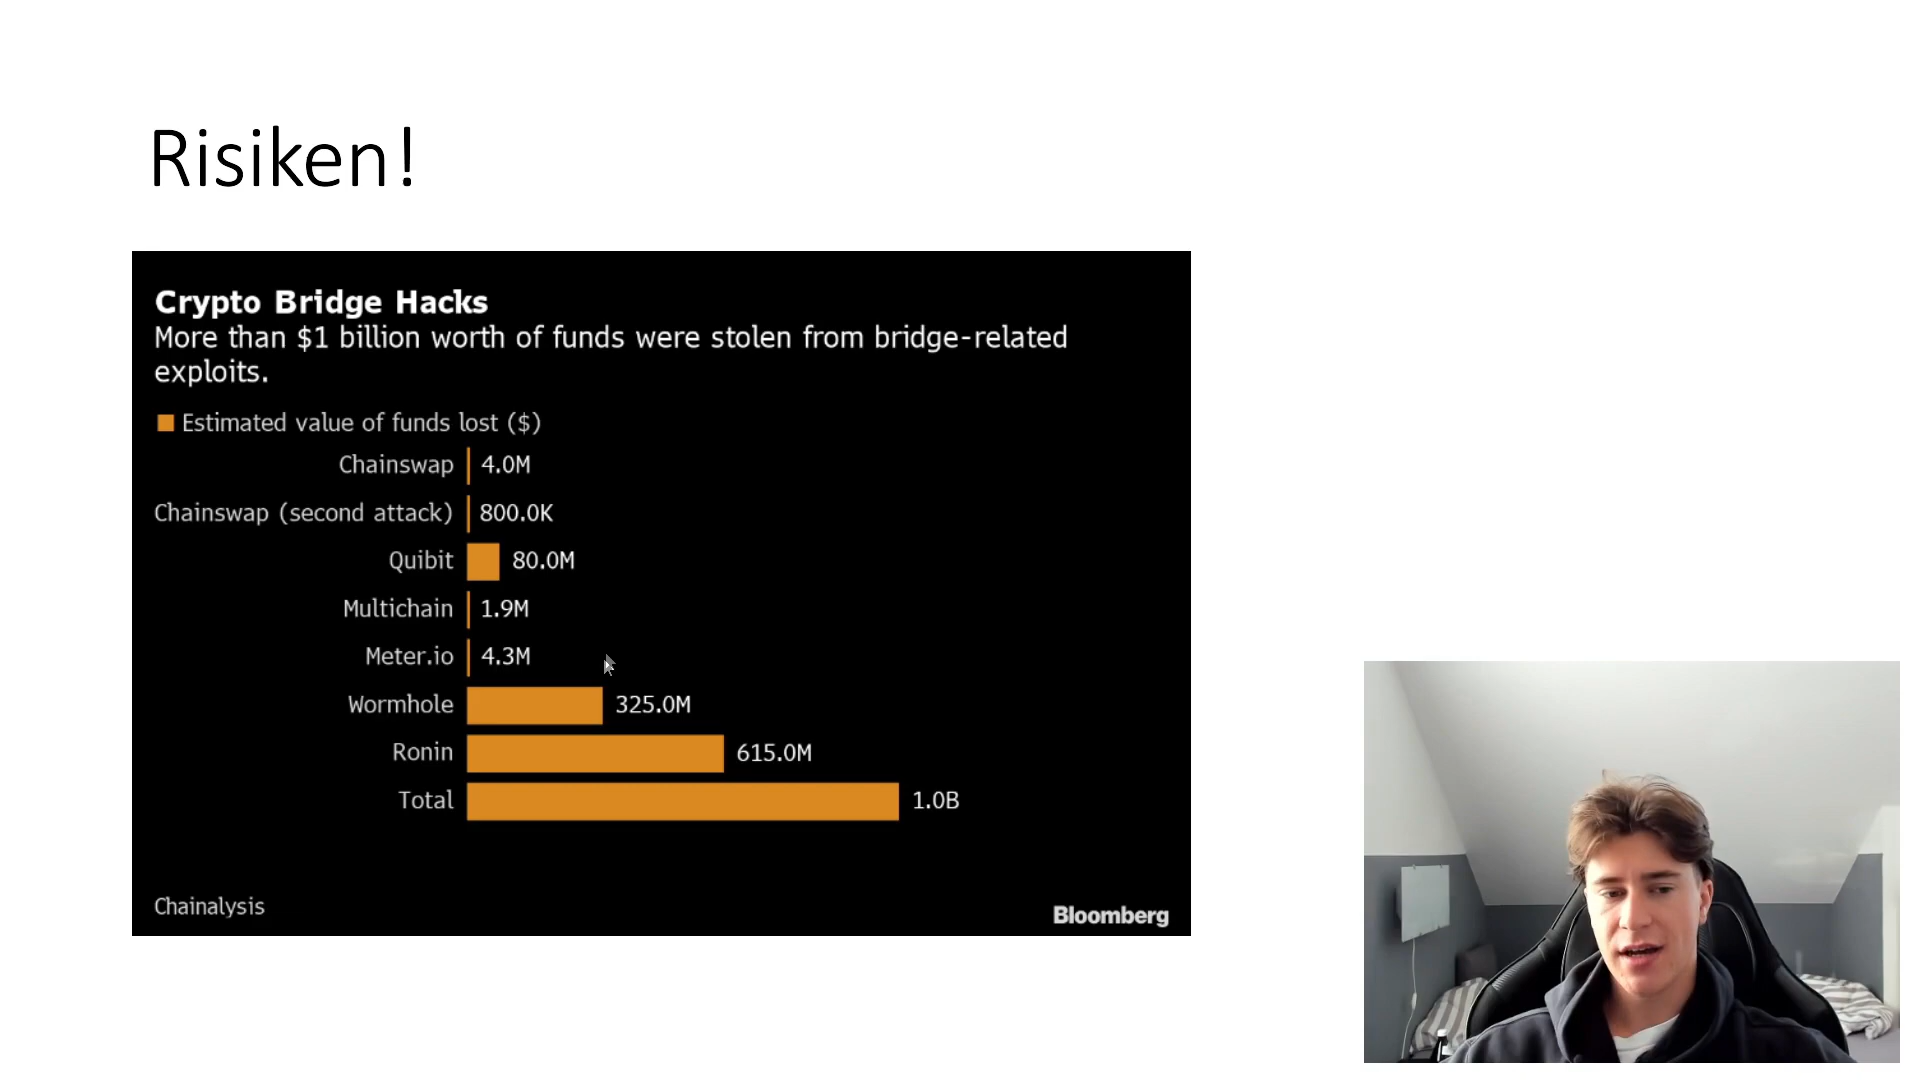 Risiken!
Crypto Bridge Hacks
More than $1 billion worth of funds were stolen from bridge-related
exploits.
Estimated value of funds lost ($)
Chainswap 4.0M
Chainswap (second attack) 800.0K
Quibit 80.0M
Multichain 1.9M
Meter.io 4.3M
Wormhole 325.0M
Ronin 615.0M
Total 1.0B
Chainalysis
Bloomberg